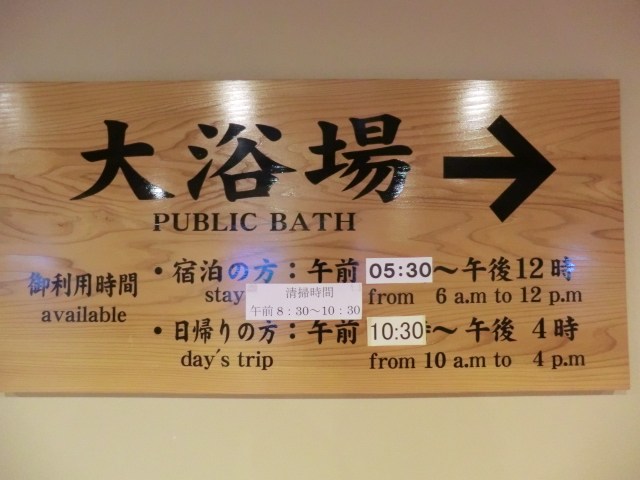 大浴場 →
PUBLIC BATH
御利用時間
available
・宿泊の方：午前 05:30～午後12時
stay from 6 a.m to 12 p.m
清掃時間
午前8：30～10：30
・日帰りの方：午前 10:30～午後 4時
day's trip from 10 a.m to 4 p.m